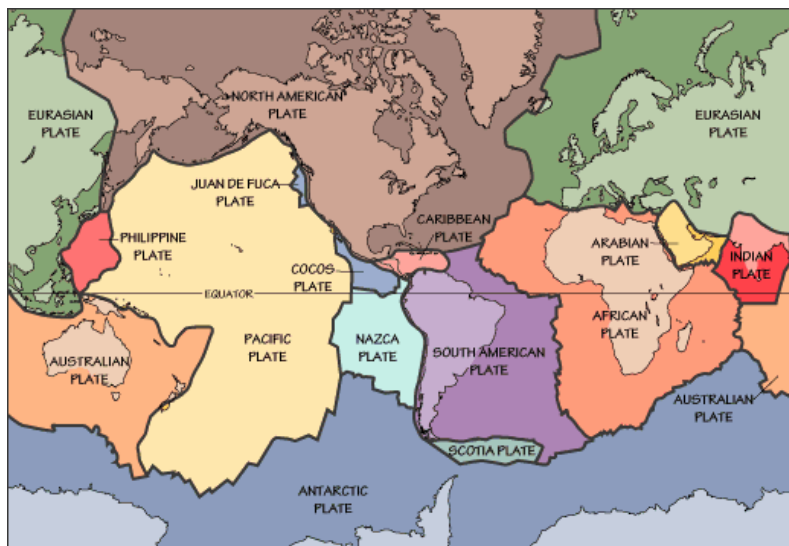 NORTH AMERICAN
PLATE
EURASIAN
PLATE
EURASIAN
PLATE
JUAN DE FUCA
PLATE
CARIBBEAN
PLATE
PHILIPPINE
PLATE
ARABIAN
PLATE
INDIAN
PLATE
COCOS
PLATE
EQUATOR
AFRICAN
PLATE
PACIFIC
PLATE
NAZCA
PLATE
SOUTH AMERICAN
PLATE
AUSTRALIAN
PLATE
AUSTRALIAN
PLATE
SCOTIA PLATE
ANTARCTIC
PLATE